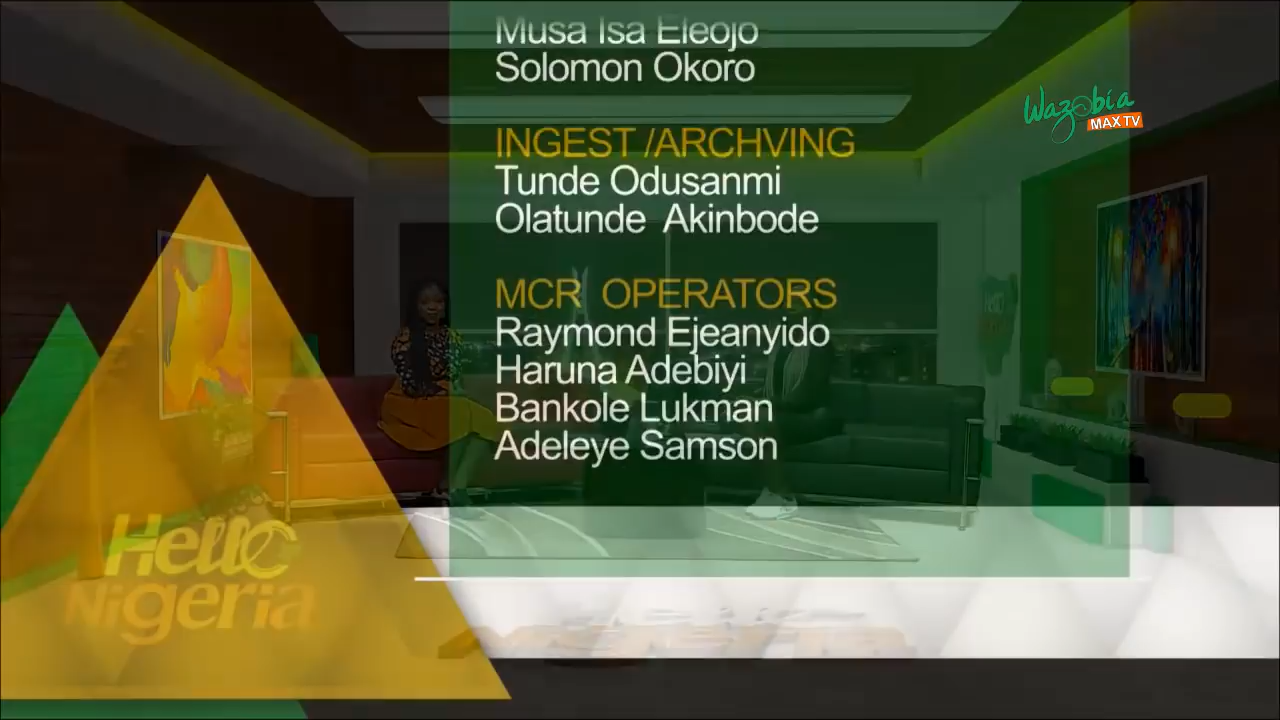 Musa Isa Eleojo
Solomon Okoro
Wazobia
MAX TV
INGEST /ARCHVING
Tunde Odusanmi
Olatunde Akinbode
MCR OPERATORS
Raymond Ejeanyido
Haruna Adebiyi
Bankole Lukman
Adeleye Samson
Hello
Nigeria